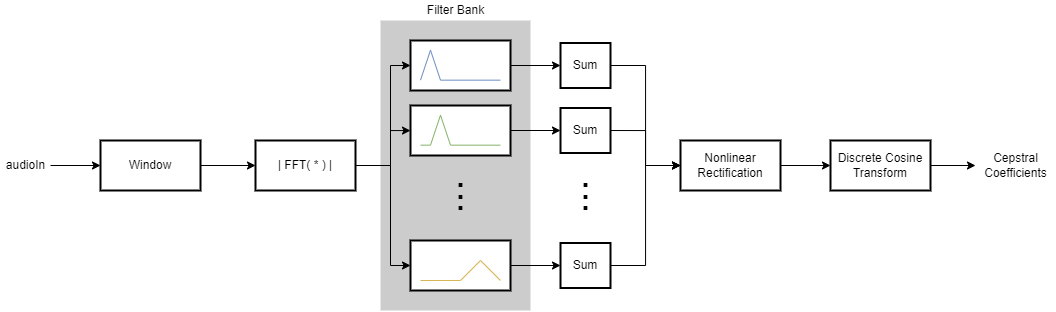 Filter Bank
Sum
Sum
audioIn
Window
| FFT( * ) |
Nonlinear
Rectification
Discrete Cosine
Transform
Cepstral
Coefficients
Sum